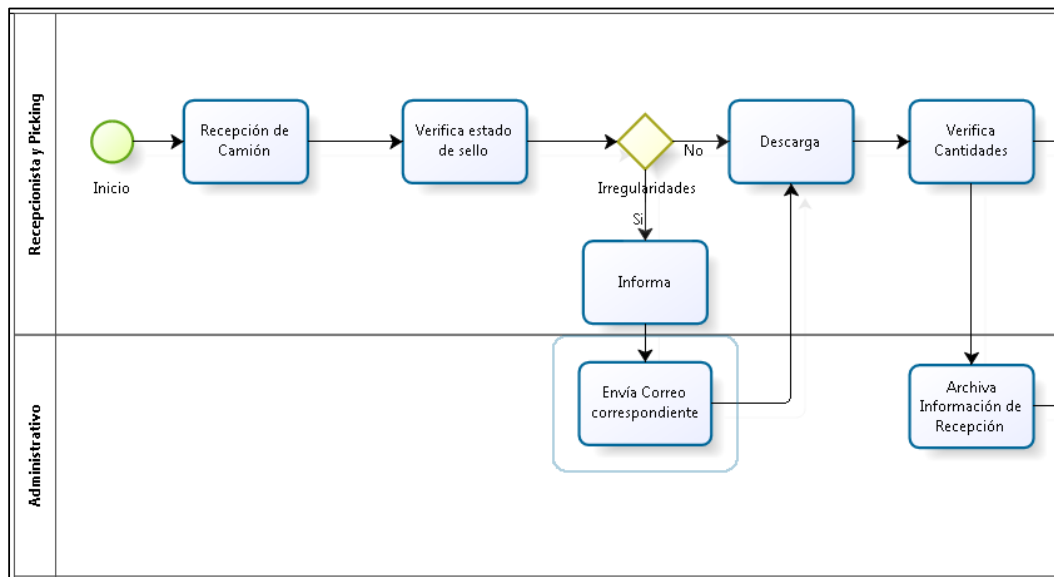 Recepcionista y Picking
Inicio
Recepción de
Camión
Verifica estado
de sello
Irregularidades
No
Si
Descarga
Verifica
Cantidades
Informa
Administrativo
Envía Correo
correspondiente
Archiva
Información de
Recepción